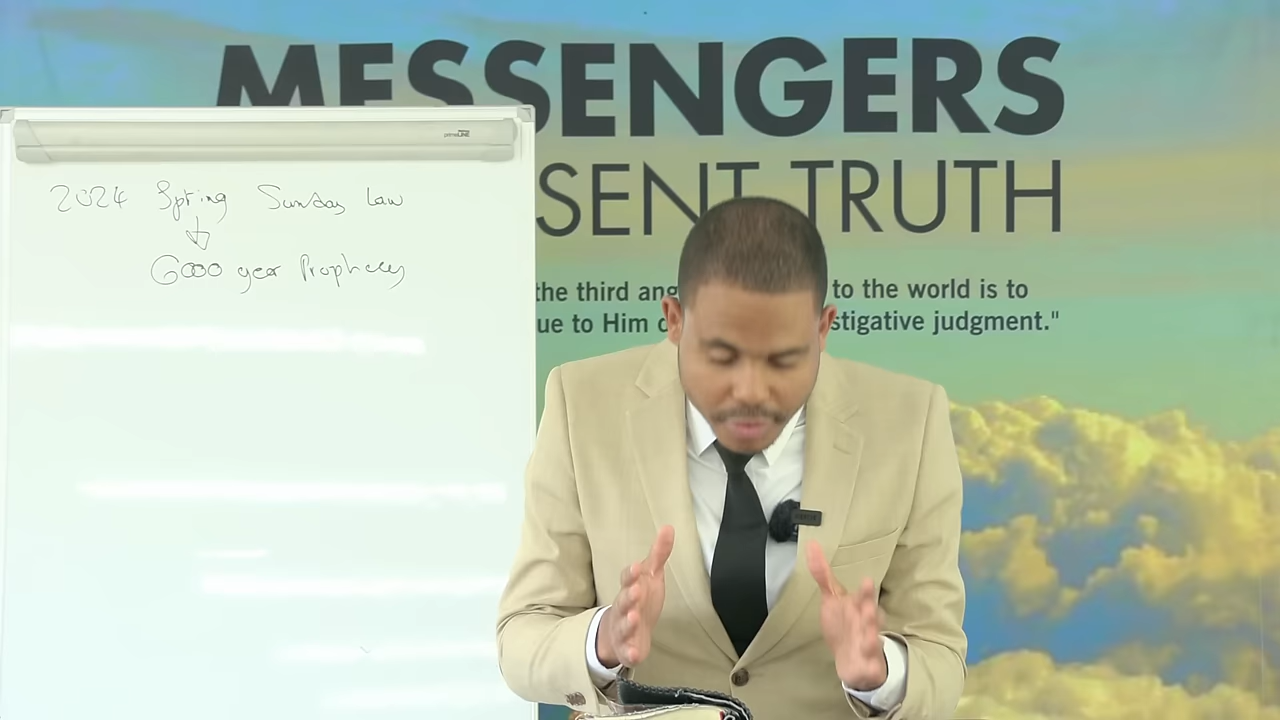 MESSENGERS
SENT TRUTH
the third ang to the world is to
ue to Him d stigative judgment."
2024 Spring Sunday Law
6000 year Prophecy